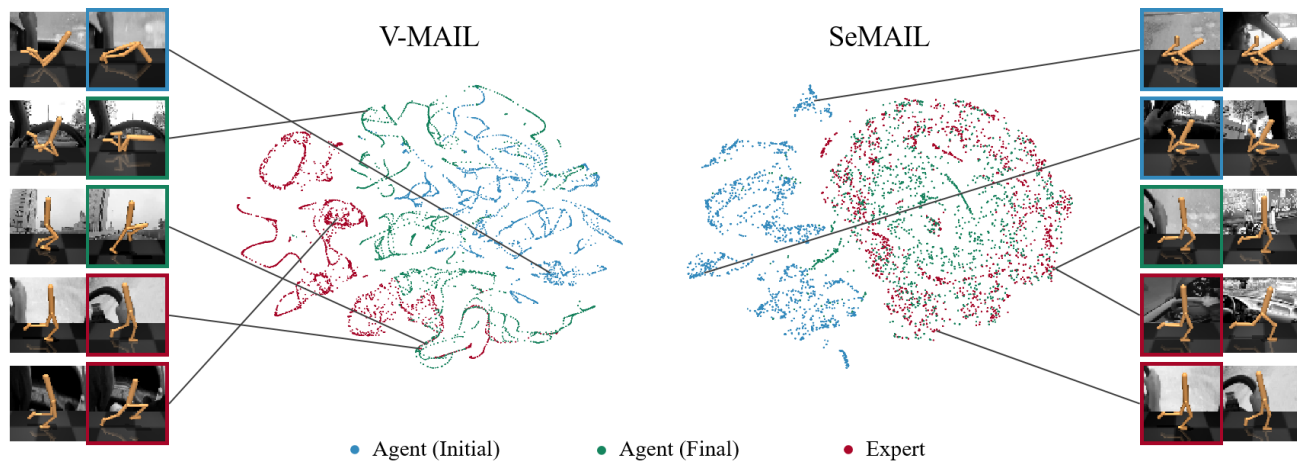 V-MAIL
SeMAIL
Agent (Initial)
Agent (Final)
Expert